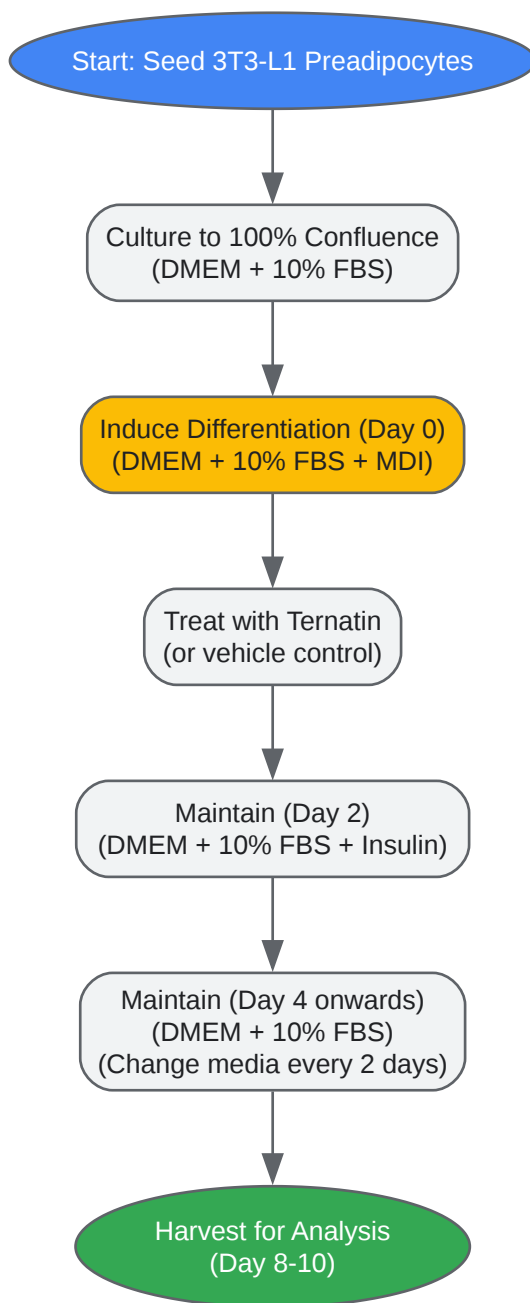 Start: Seed 3T3-L1 Preadipocytes
Culture to 100% Confluence
(DMEM + 10% FBS)
Induce Differentiation (Day 0)
(DMEM + 10% FBS + MDI)
Treat with Ternatin
(or vehicle control)
Maintain (Day 2)
(DMEM + 10% FBS + Insulin)
Maintain (Day 4 onwards)
(DMEM + 10% FBS)
(Change media every 2 days)
Harvest for Analysis
(Day 8-10)